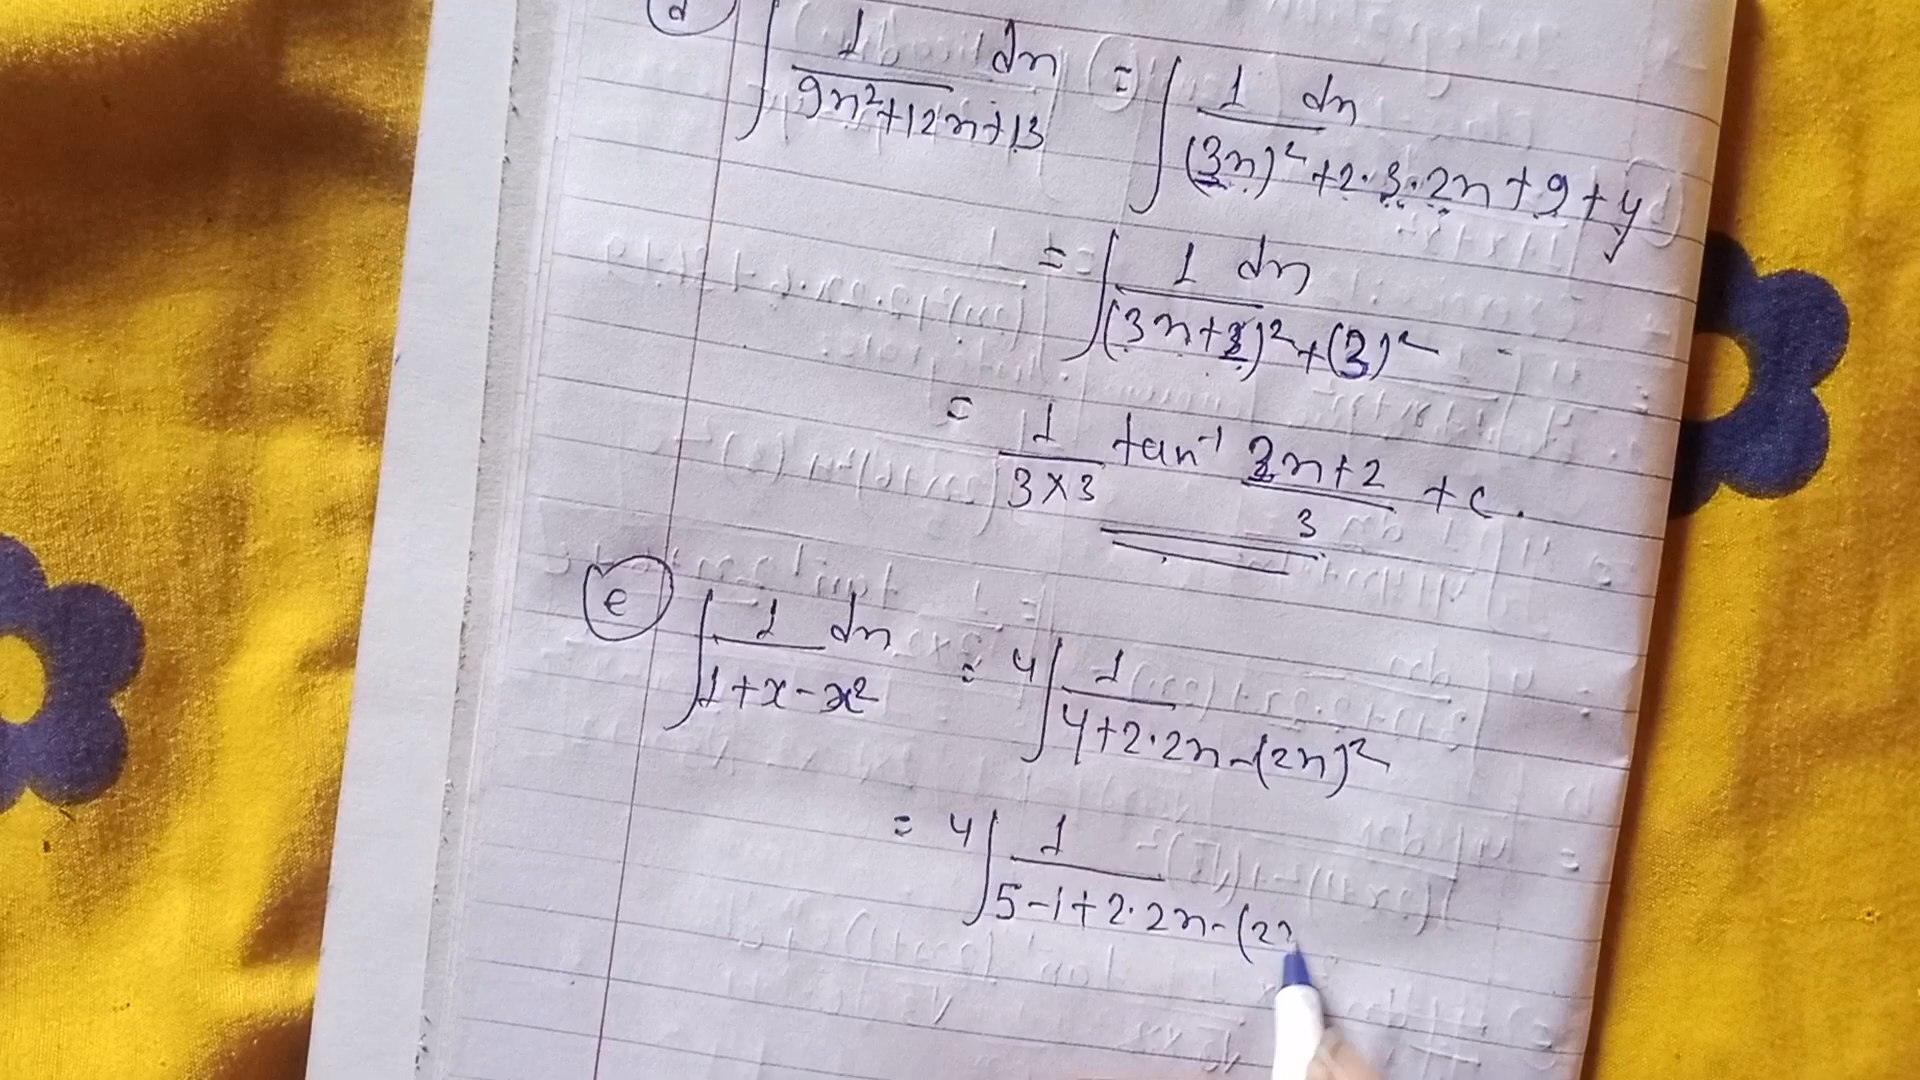 d ∫ 1/(9x²+12x+13) dx = ∫ 1/((3x)²+2·3·2x+9+4) dx
= ∫ 1/((3x+2)²+(3)²) dx
= 1/(3×3) tan⁻¹ (3x+2)/3 + c.
e ∫ 1/(1+x-x²) dx = 4∫ 1/(4+2·2x-(2x)²)
= 4∫ 1/(5-1+2·2x-(2x